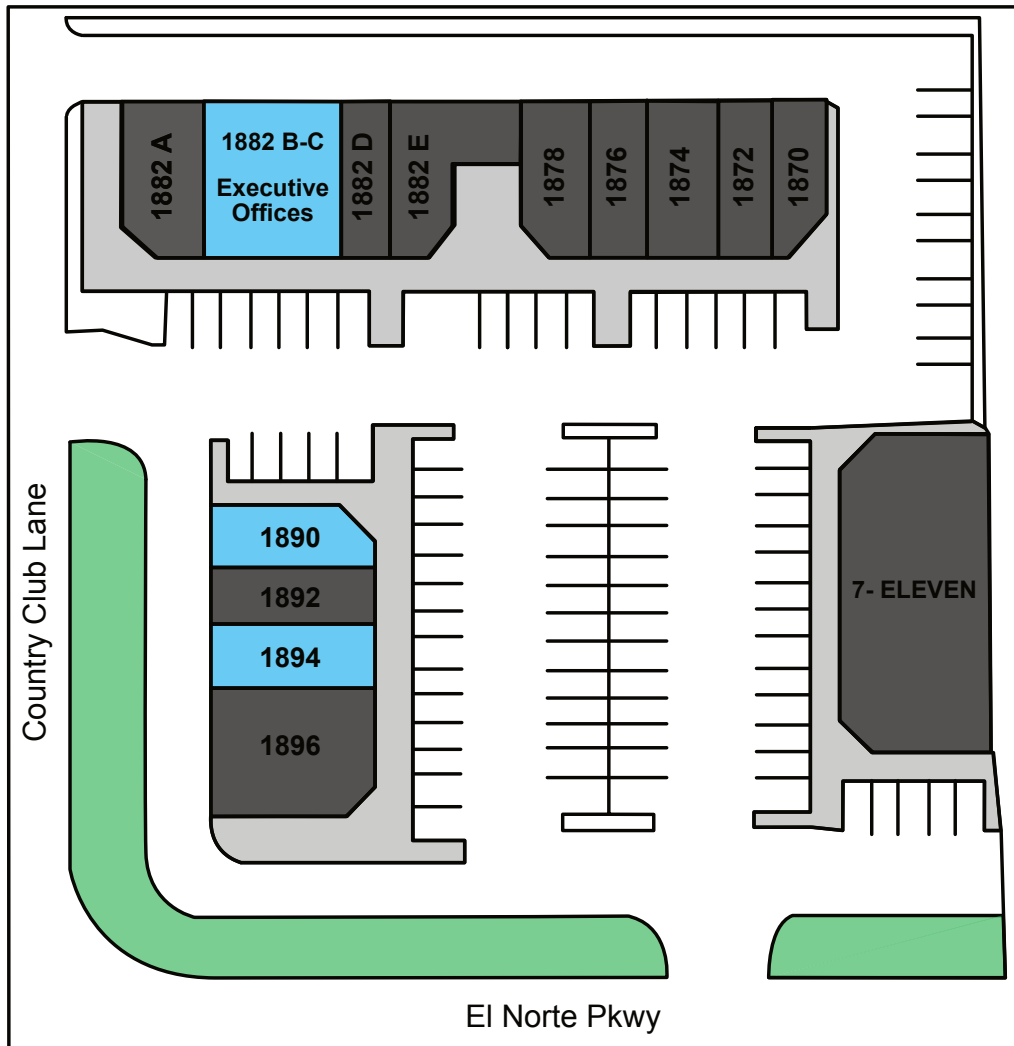 1882 A
1882 B-C
Executive
Offices
1882 D
1882 E
1878
1876
1874
1872
1870
1890
1892
1894
1896
7- ELEVEN
Country Club Lane
El Norte Pkwy